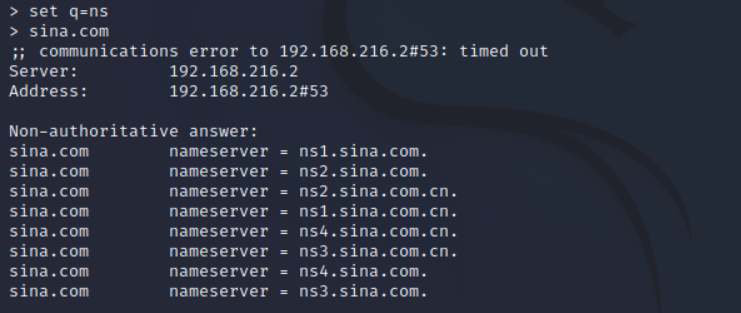 > set q=ns
> sina.com
;; communications error to 192.168.216.2#53: timed out
Server:         192.168.216.2
Address:        192.168.216.2#53

Non-authoritative answer:
sina.com        nameserver = ns1.sina.com.
sina.com        nameserver = ns2.sina.com.
sina.com        nameserver = ns2.sina.com.cn.
sina.com        nameserver = ns1.sina.com.cn.
sina.com        nameserver = ns4.sina.com.cn.
sina.com        nameserver = ns3.sina.com.cn.
sina.com        nameserver = ns4.sina.com.
sina.com        nameserver = ns3.sina.com.